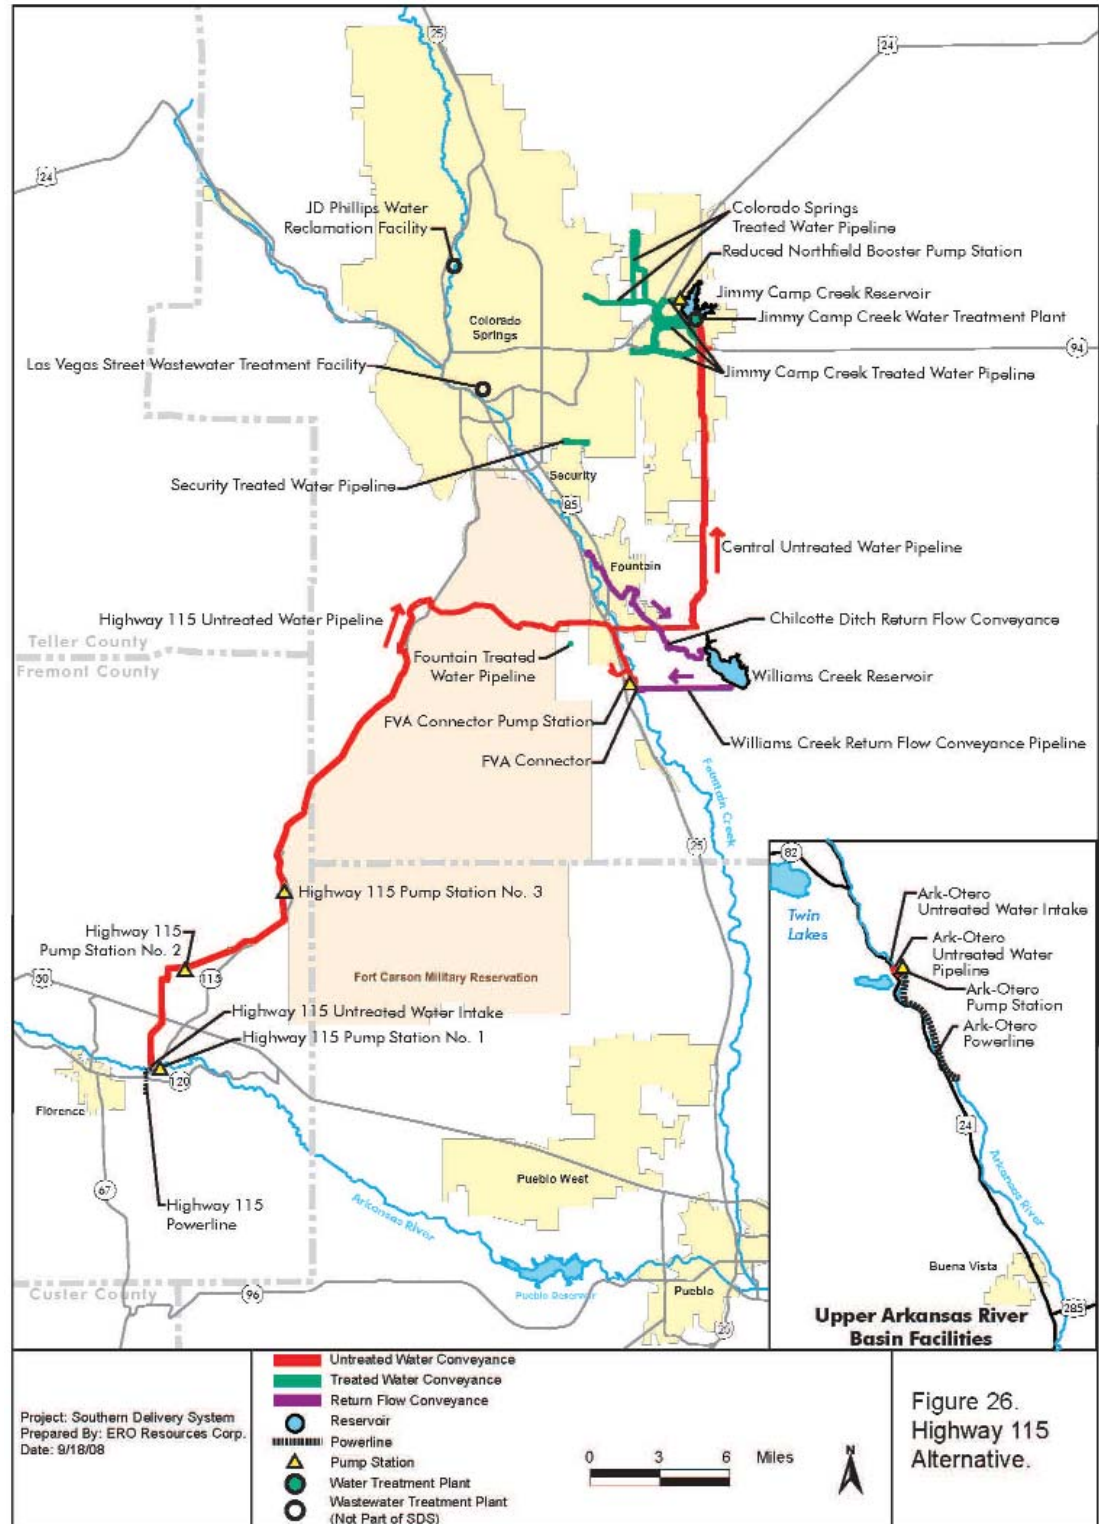 25
24
24
JD Phillips Water
Reclamation Facility
Colorado Springs
Treated Water Pipeline
Reduced Northfield Booster Pump Station
Jimmy Camp Creek Reservoir
Jimmy Camp Creek Water Treatment Plant
Colorado
Springs
94
Las Vegas Street Wastewater Treatment Facility
Jimmy Camp Creek Treated Water Pipeline
Security Treated Water Pipeline
Security
85
Central Untreated Water Pipeline
Fountain
Highway 115 Untreated Water Pipeline
Chilcotte Ditch Return Flow Conveyance
Teller County
Fremont County
Fountain Treated
Water Pipeline
Williams Creek Reservoir
FVA Connector Pump Station
Williams Creek Return Flow Conveyance Pipeline
FVA Connector
Fountain Creek
25
Highway 115 Pump Station No. 3
Highway 115
Pump Station No. 2
50
115
Fort Carson Military Reservation
Highway 115 Untreated Water Intake
Highway 115 Pump Station No. 1
120
Florence
67
Highway 115
Powerline
Pueblo West
Arkansas River
Pueblo Reservoir
Custer County
96
Pueblo
25
82
Twin
Lakes
Ark-Otero
Untreated Water Intake
Ark-Otero
Untreated Water
Pipeline
Ark-Otero
Pump Station
Ark-Otero
Powerline
24
Arkansas River
Buena Vista
285
Upper Arkansas River
Basin Facilities
Project: Southern Delivery System
Prepared By: ERO Resources Corp.
Date: 9/18/08
Untreated Water Conveyance
Treated Water Conveyance
Return Flow Conveyance
Reservoir
Powerline
Pump Station
Water Treatment Plant
Wastewater Treatment Plant
(Not Part of SDS)
0 3 6 Miles
N
Figure 26.
Highway 115
Alternative.